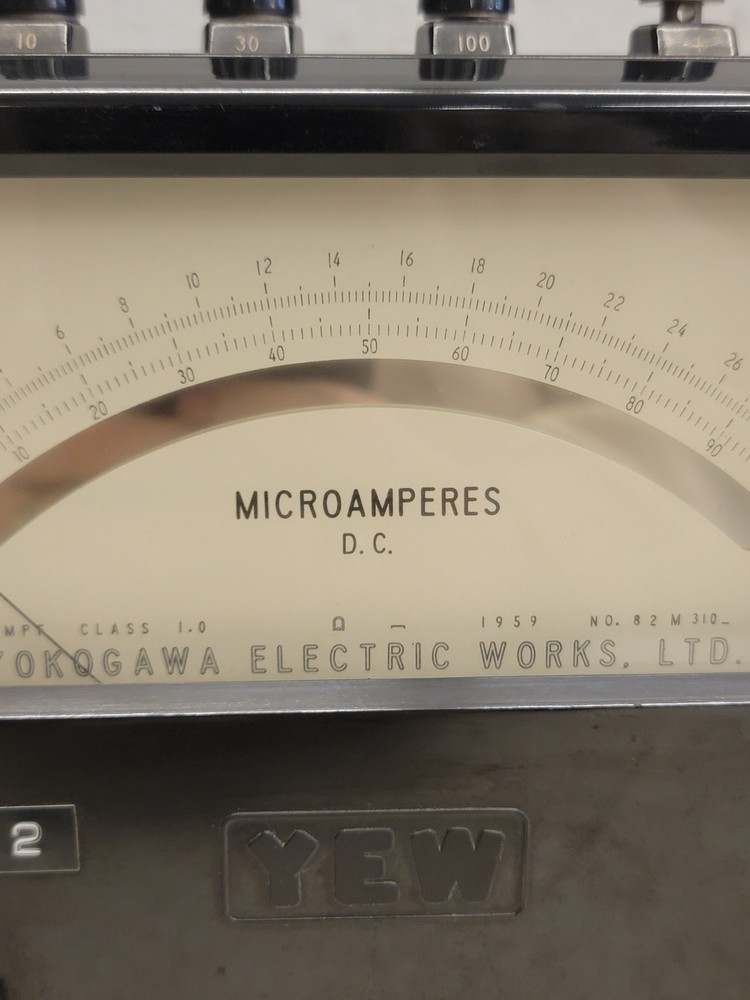 10 30 100 +
6 8 10 12 14 16 18 20 22 24 26
10 20 30 40 50 60 70 80 90
MICROAMPERES
D. C.
CLASS 1.0 1959 NO. 82 M 310
YOKOGAWA ELECTRIC WORKS, LTD.
2
YEW